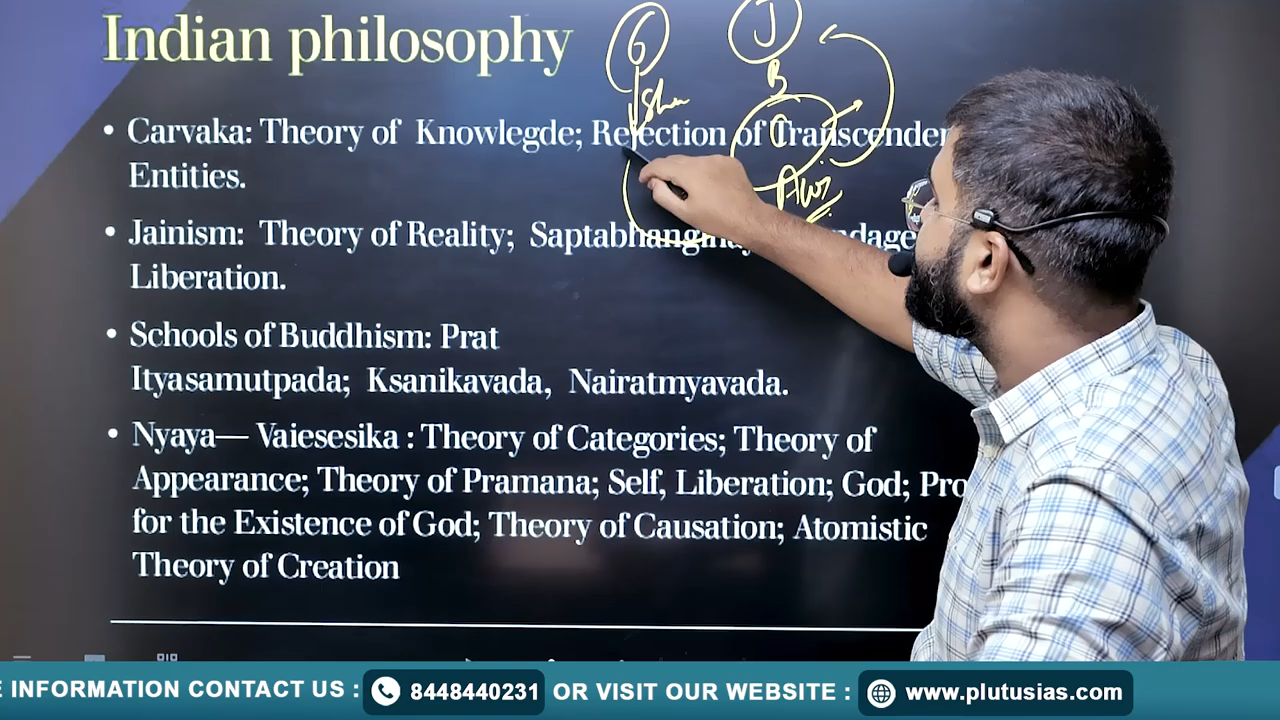 Indian philosophy
• Carvaka: Theory of Knowlegde; Rejection of Transcenden
Entities.
• Jainism: Theory of Reality; Saptabhanginay ndage
Liberation.
• Schools of Buddhism: Prat
Ityasamutpada; Ksanikavada, Nairatmyavada.
• Nyaya— Vaiesesika : Theory of Categories; Theory of
Appearance; Theory of Pramana; Self, Liberation; God; Pro
for the Existence of God; Theory of Causation; Atomistic
Theory of Creation
J
B
C
INFORMATION CONTACT US : 8448440231 OR VISIT OUR WEBSITE : www.plutusias.com